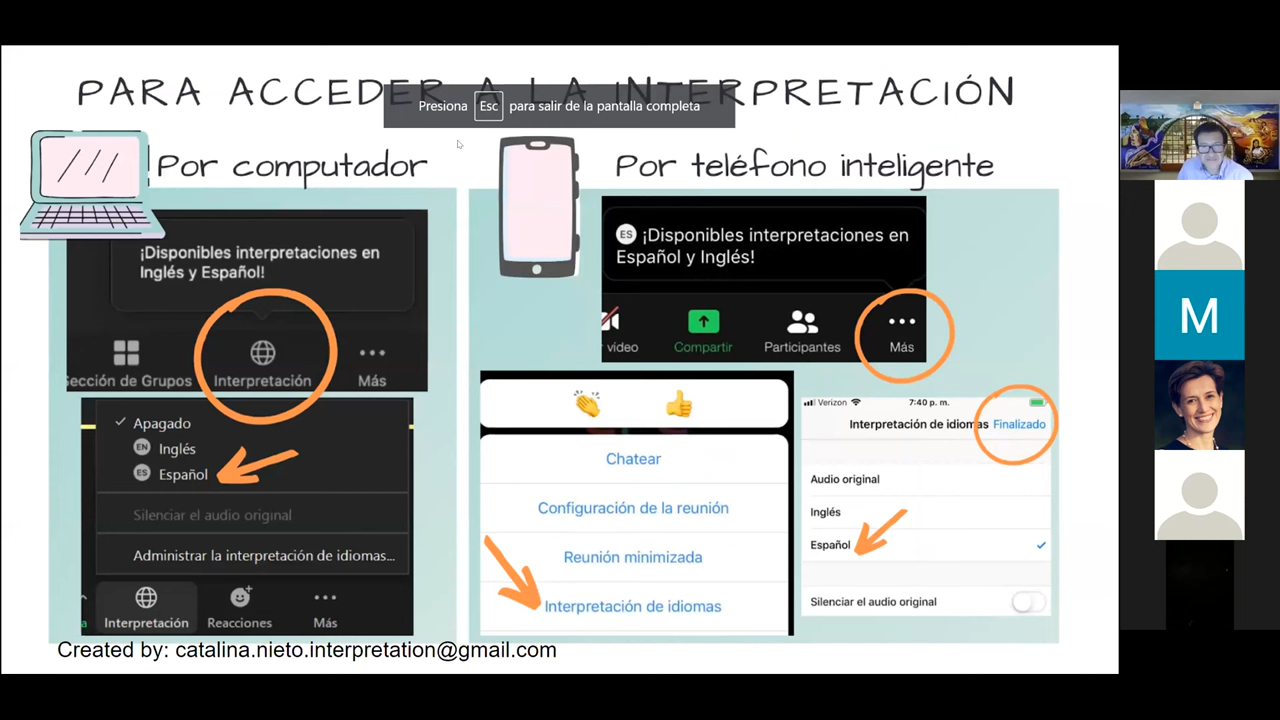 PARA ACCEDER A LA INTERPRETACIÓN
Presiona Esc para salir de la pantalla completa
Por computador
¡Disponibles interpretaciones en
Inglés y Español!
Sección de Grupos
Interpretación
Más
Apagado
EN Inglés
ES Español
Silenciar el audio original
Administrar la interpretación de idiomas...
a
Interpretación
Reacciones
Más
Por teléfono inteligente
ES ¡Disponibles interpretaciones en
Español y Inglés!
r video
Compartir
Participantes
Más
Chatear
Configuración de la reunión
Reunión minimizada
Interpretación de idiomas
Verizon
7:40 p. m.
Interpretación de idiomas
Finalizado
Audio original
Inglés
Español
Silenciar el audio original
Created by: catalina.nieto.interpretation@gmail.com
M